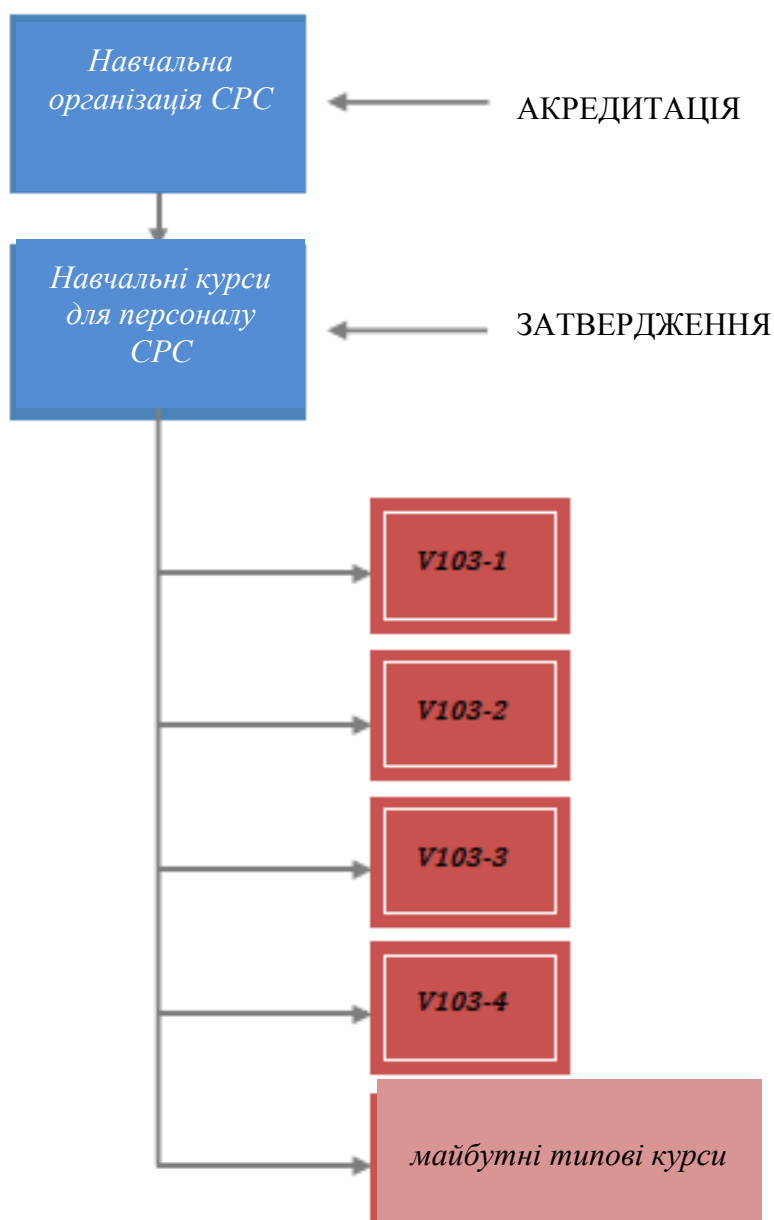 Навчальна
організація СРС
АКРЕДИТАЦІЯ
Навчальні курси
для персоналу
СРС
ЗАТВЕРДЖЕННЯ
V103-1
V103-2
V103-3
V103-4
майбутні типові курси